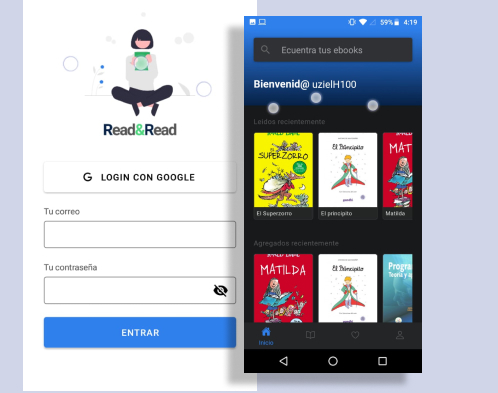 Read&Read
G LOGIN CON GOOGLE
Tu correo
Tu contraseña
ENTRAR
59% 4:19
Ecuentra tus ebooks
Bienvenid@ uzielH100
Leidos recientemente
ROALD DAHL
SUPERZORRO
El Principito
MAT
El Superzorro
El principito
Matilda
Agregados recientemente
ROALD DAHL
MATILDA
El Principito
Progra
Teoría y a
Inicio